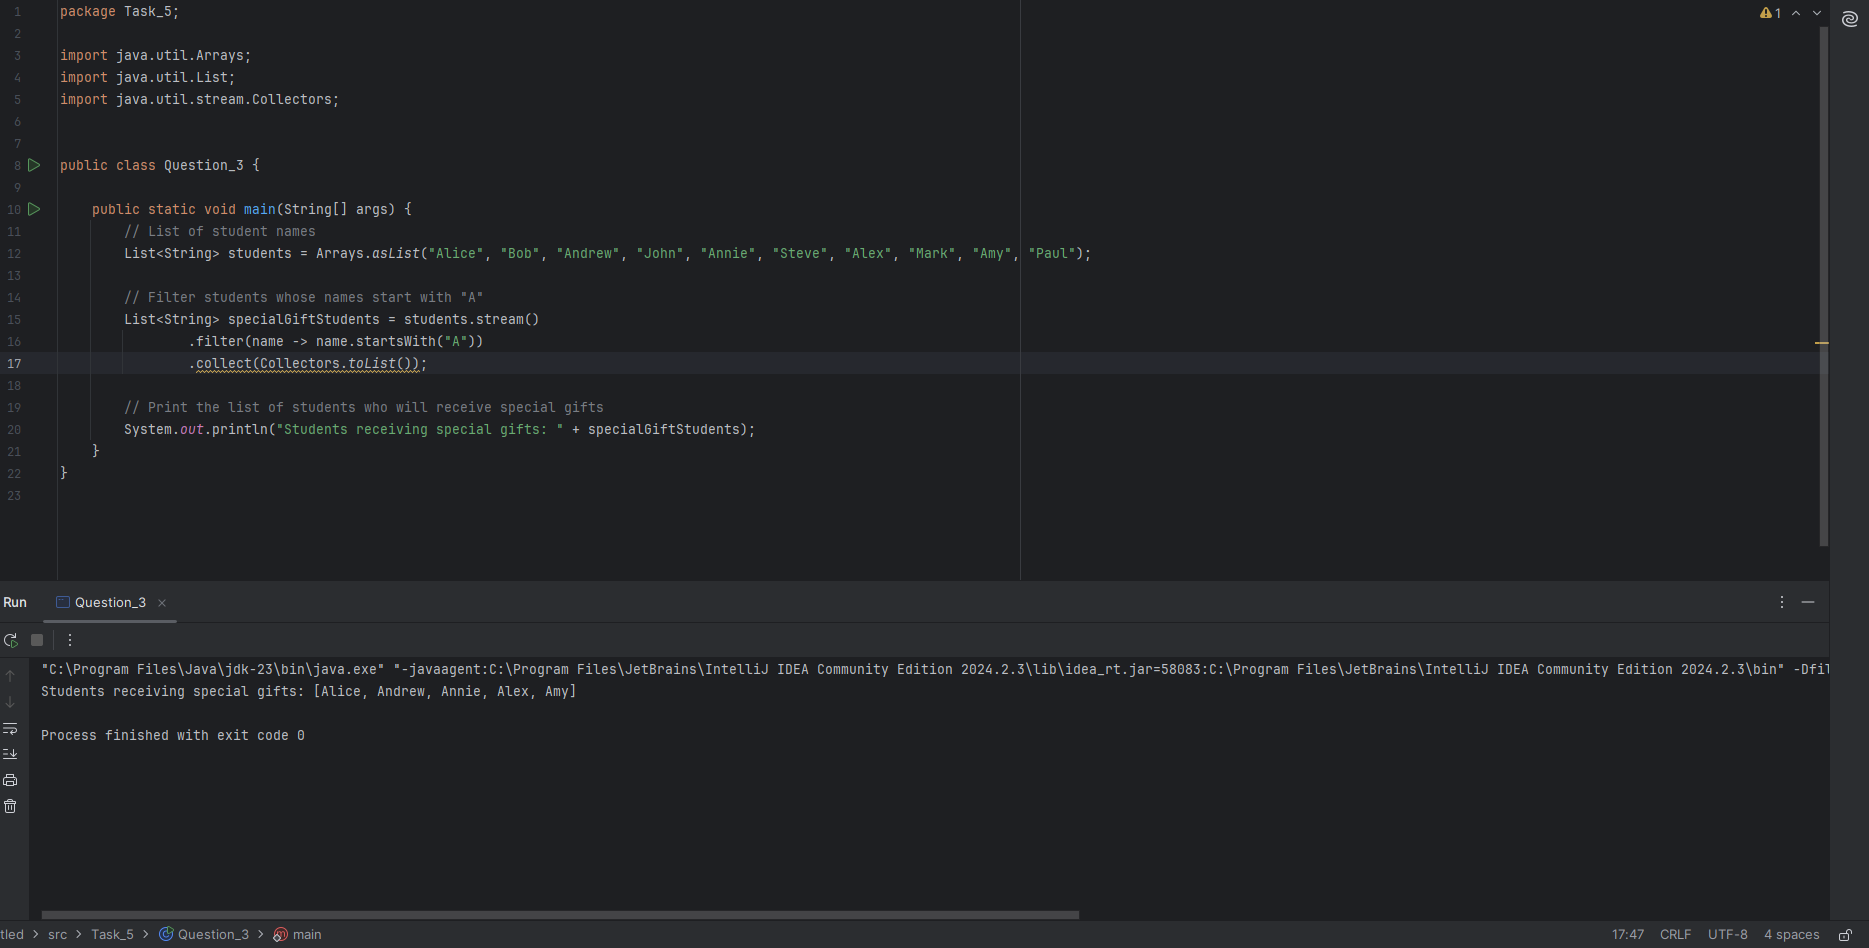 1 package Task_5;
2
3 import java.util.Arrays;
4 import java.util.List;
5 import java.util.stream.Collectors;
6
7
8 public class Question_3 {
9
10     public static void main(String[] args) {
11         // List of student names
12         List<String> students = Arrays.asList("Alice", "Bob", "Andrew", "John", "Annie", "Steve", "Alex", "Mark", "Amy", "Paul");
13
14         // Filter students whose names start with "A"
15         List<String> specialGiftStudents = students.stream()
16                 .filter(name -> name.startsWith("A"))
17                 .collect(Collectors.toList());
18
19         // Print the list of students who will receive special gifts
20         System.out.println("Students receiving special gifts: " + specialGiftStudents);
21     }
22 }
23
1
Run Question_3
"C:\Program Files\Java\jdk-23\bin\java.exe" "-javaagent:C:\Program Files\JetBrains\IntelliJ IDEA Community Edition 2024.2.3\lib\idea_rt.jar=58083:C:\Program Files\JetBrains\IntelliJ IDEA Community Edition 2024.2.3\bin" -Dfil
Students receiving special gifts: [Alice, Andrew, Annie, Alex, Amy]
Process finished with exit code 0
tled > src > Task_5 > Question_3 > main 17:47 CRLF UTF-8 4 spaces